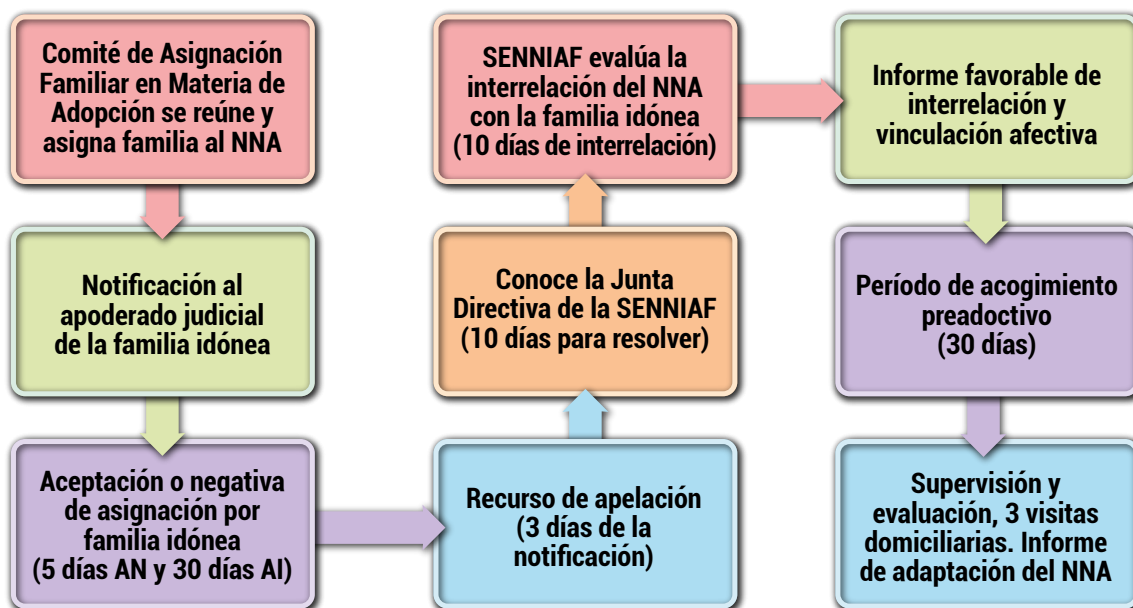 Comité de Asignación
Familiar en Materia de
Adopción se reúne y
asigna familia al NNA
Notificación al
apoderado judicial
de la familia idónea
Aceptación o negativa
de asignación por
familia idónea
(5 días AN y 30 días AI)
Recurso de apelación
(3 días de la
notificación)
Conoce la Junta
Directiva de la SENNIAF
(10 días para resolver)
SENNIAF evalúa la
interrelación del NNA
con la familia idónea
(10 días de interrelación)
Informe favorable de
interrelación y
vinculación afectiva
Período de acogimiento
preadoctivo
(30 días)
Supervisión y
evaluación, 3 visitas
domiciliarias. Informe
de adaptación del NNA